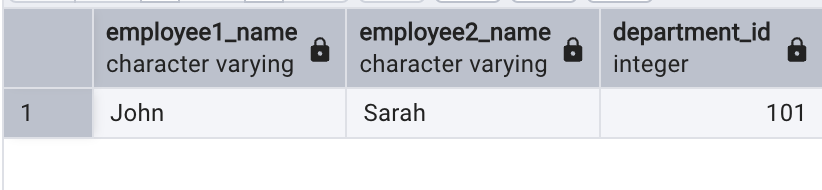 employee1_name employee2_name department_id
character varying character varying integer
1 John Sarah 101